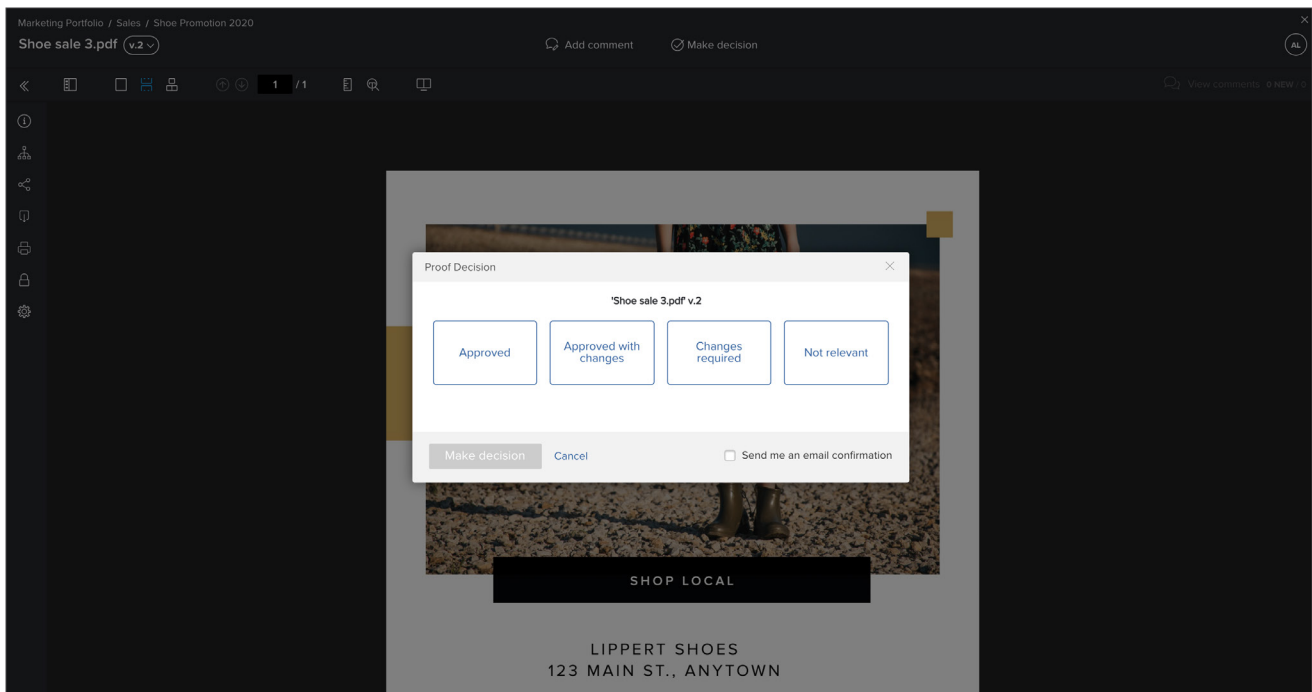 Marketing Portfolio / Sales / Shoe Promotion 2020
Shoe sale 3.pdf v.2
Add comment
Make decision
AL
1 / 1
View comments 0 NEW / 0
Proof Decision
'Shoe sale 3.pdf' v.2
Approved
Approved with
changes
Changes
required
Not relevant
Make decision
Cancel
Send me an email confirmation
SHOP LOCAL
LIPPERT SHOES
123 MAIN ST., ANYTOWN